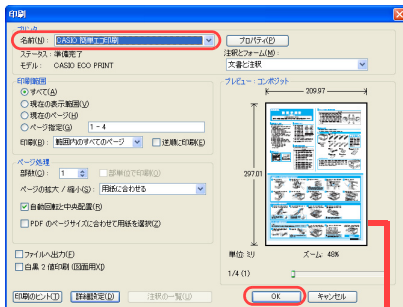 印刷
プリンタ
名前(N): CASIO 簡単エコ印刷
プロパティ(P)
ステータス: 準備完了
注釈とフォーム(M):
モデル: CASIO ECO PRINT
文書と注釈
印刷範囲
すべて(A)
現在の表示範囲(V)
現在のページ(H)
ページ指定(G) 1 - 4
印刷(B): 範囲内のすべてのページ
逆順に印刷(E)
ページ処理
部数(C): 1
部単位で印刷(O)
ページの拡大/縮小(S): 用紙に合わせる
自動回転と中央配置(R)
PDF のページサイズに合わせて用紙を選択(Z)
ファイルへ出力(F)
白黒 2 値印刷 (図面用)(I)
プレビュー: コンポジット
209.97
297.01
単位: ミリ
ズーム: 48%
1/4 (1)
印刷のヒント(T)
詳細設定(D)
注釈の一覧(U)
OK
キャンセル